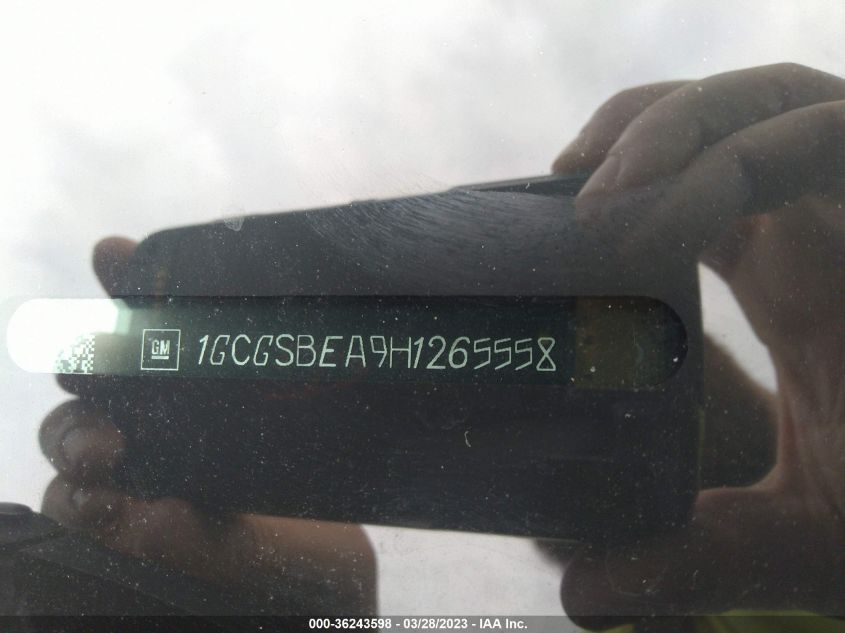 GM 1GCGSBEA9H1265558
000-36243598 - 03/28/2023 - IAA Inc.